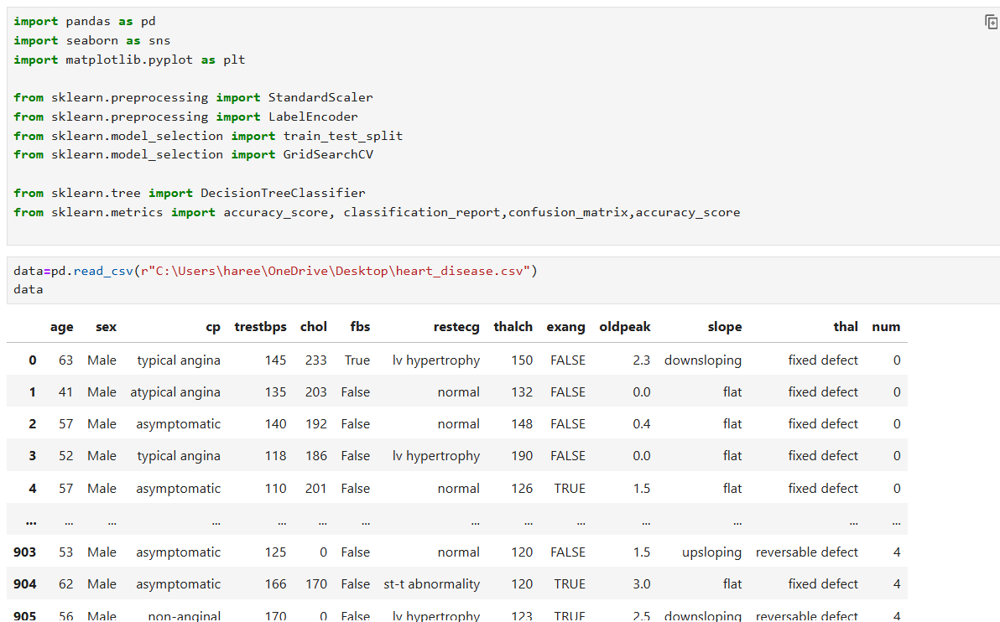 import pandas as pd
import seaborn as sns
import matplotlib.pyplot as plt
from sklearn.preprocessing import StandardScaler
from sklearn.preprocessing import LabelEncoder
from sklearn.model_selection import train_test_split
from sklearn.model_selection import GridSearchCV
from sklearn.tree import DecisionTreeClassifier
from sklearn.metrics import accuracy_score, classification_report,confusion_matrix,accuracy_score
data=pd.read_csv(r"C:\Users\haree\OneDrive\Desktop\heart_disease.csv")
data
age sex cp trestbps chol fbs restecg thalch exang oldpeak slope thal num
0 63 Male typical angina 145 233 True lv hypertrophy 150 FALSE 2.3 downsloping fixed defect 0
1 41 Male atypical angina 135 203 False normal 132 FALSE 0.0 flat fixed defect 0
2 57 Male asymptomatic 140 192 False normal 148 FALSE 0.4 flat fixed defect 0
3 52 Male typical angina 118 186 False lv hypertrophy 190 FALSE 0.0 flat fixed defect 0
4 57 Male asymptomatic 110 201 False normal 126 TRUE 1.5 flat fixed defect 0
... ... ... ... ... ... ... ... ... ... ... ... ... ...
903 53 Male asymptomatic 125 0 False normal 120 FALSE 1.5 upsloping reversable defect 4
904 62 Male asymptomatic 166 170 False st-t abnormality 120 TRUE 3.0 flat fixed defect 4
905 56 Male non-anginal 170 0 False lv hypertrophy 123 TRUE 2.5 downsloping reversable defect 4